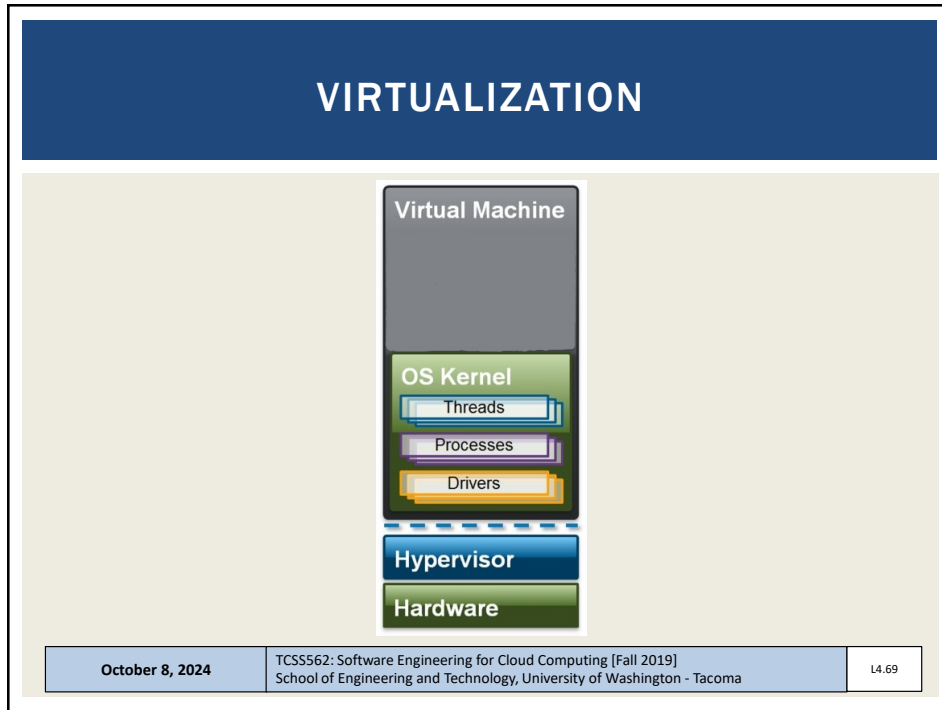 VIRTUALIZATION
Virtual Machine
OS Kernel
Threads
Processes
Drivers
Hypervisor
Hardware
October 8, 2024
TCSS562: Software Engineering for Cloud Computing [Fall 2019]
School of Engineering and Technology, University of Washington - Tacoma
L4.69